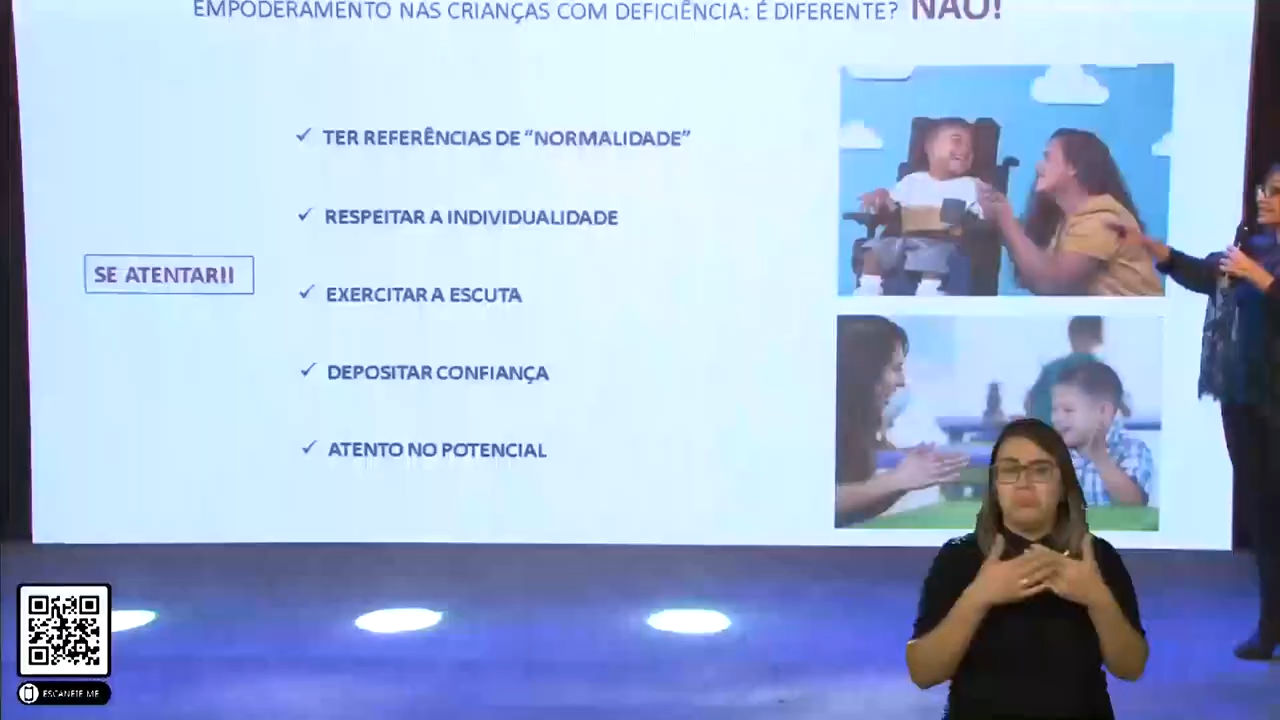 EMPODERAMENTO NAS CRIANÇAS COM DEFICIÊNCIA: É DIFERENTE? NÃO!
✓ TER REFERÊNCIAS DE “NORMALIDADE”
✓ RESPEITAR A INDIVIDUALIDADE
SE ATENTAR!!
✓ EXERCITAR A ESCUTA
✓ DEPOSITAR CONFIANÇA
✓ ATENTO NO POTENCIAL
ESCANEIE-ME